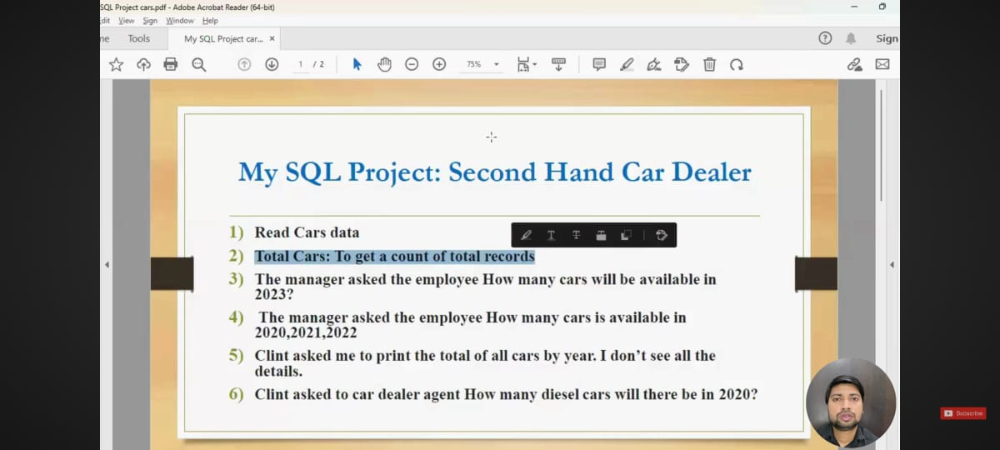 SQL Project cars.pdf - Adobe Acrobat Reader (64-bit)
Edit View Sign Window Help
Tools
My SQL Project car... ×
Sign
1 / 2
75%
My SQL Project: Second Hand Car Dealer
1) Read Cars data
2) Total Cars: To get a count of total records
3) The manager asked the employee How many cars will be available in
2023?
4) The manager asked the employee How many cars is available in
2020,2021,2022
5) Clint asked me to print the total of all cars by year. I don’t see all the
details.
6) Clint asked to car dealer agent How many diesel cars will there be in 2020?
Subscribe